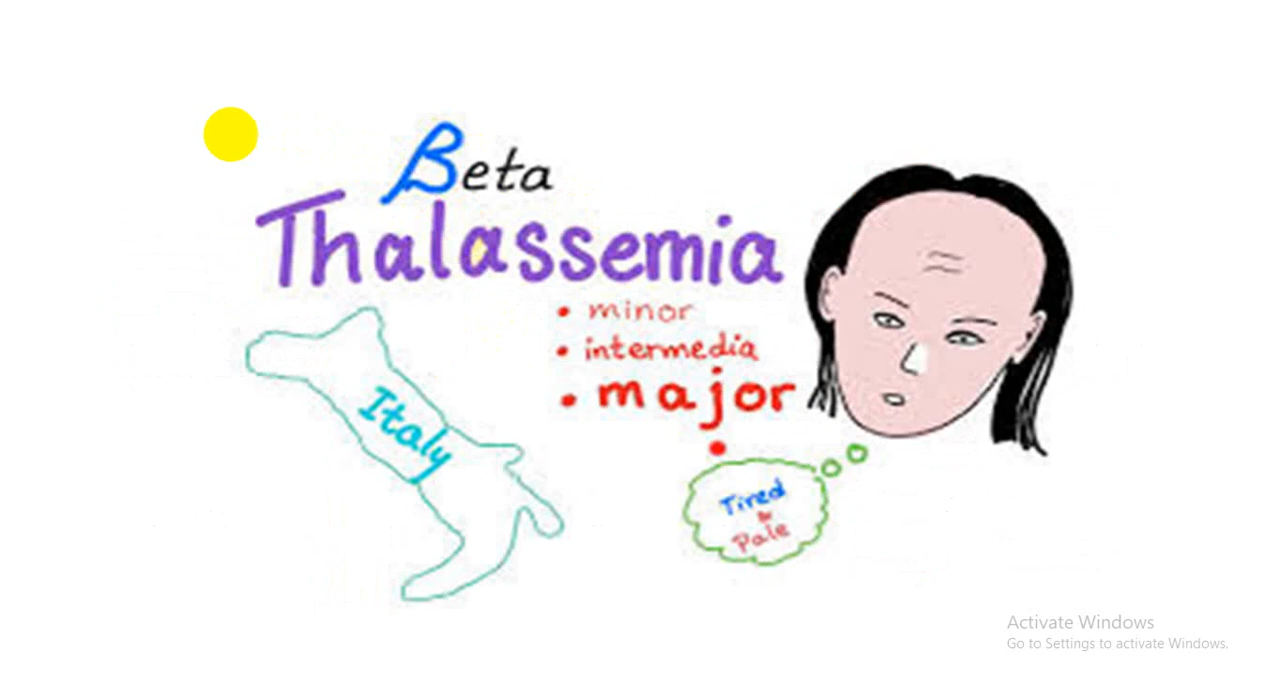 Beta
Thalassemia
• minor
• intermedia
• major
Italy
Tired
&
Pale
Activate Windows
Go to Settings to activate Windows.